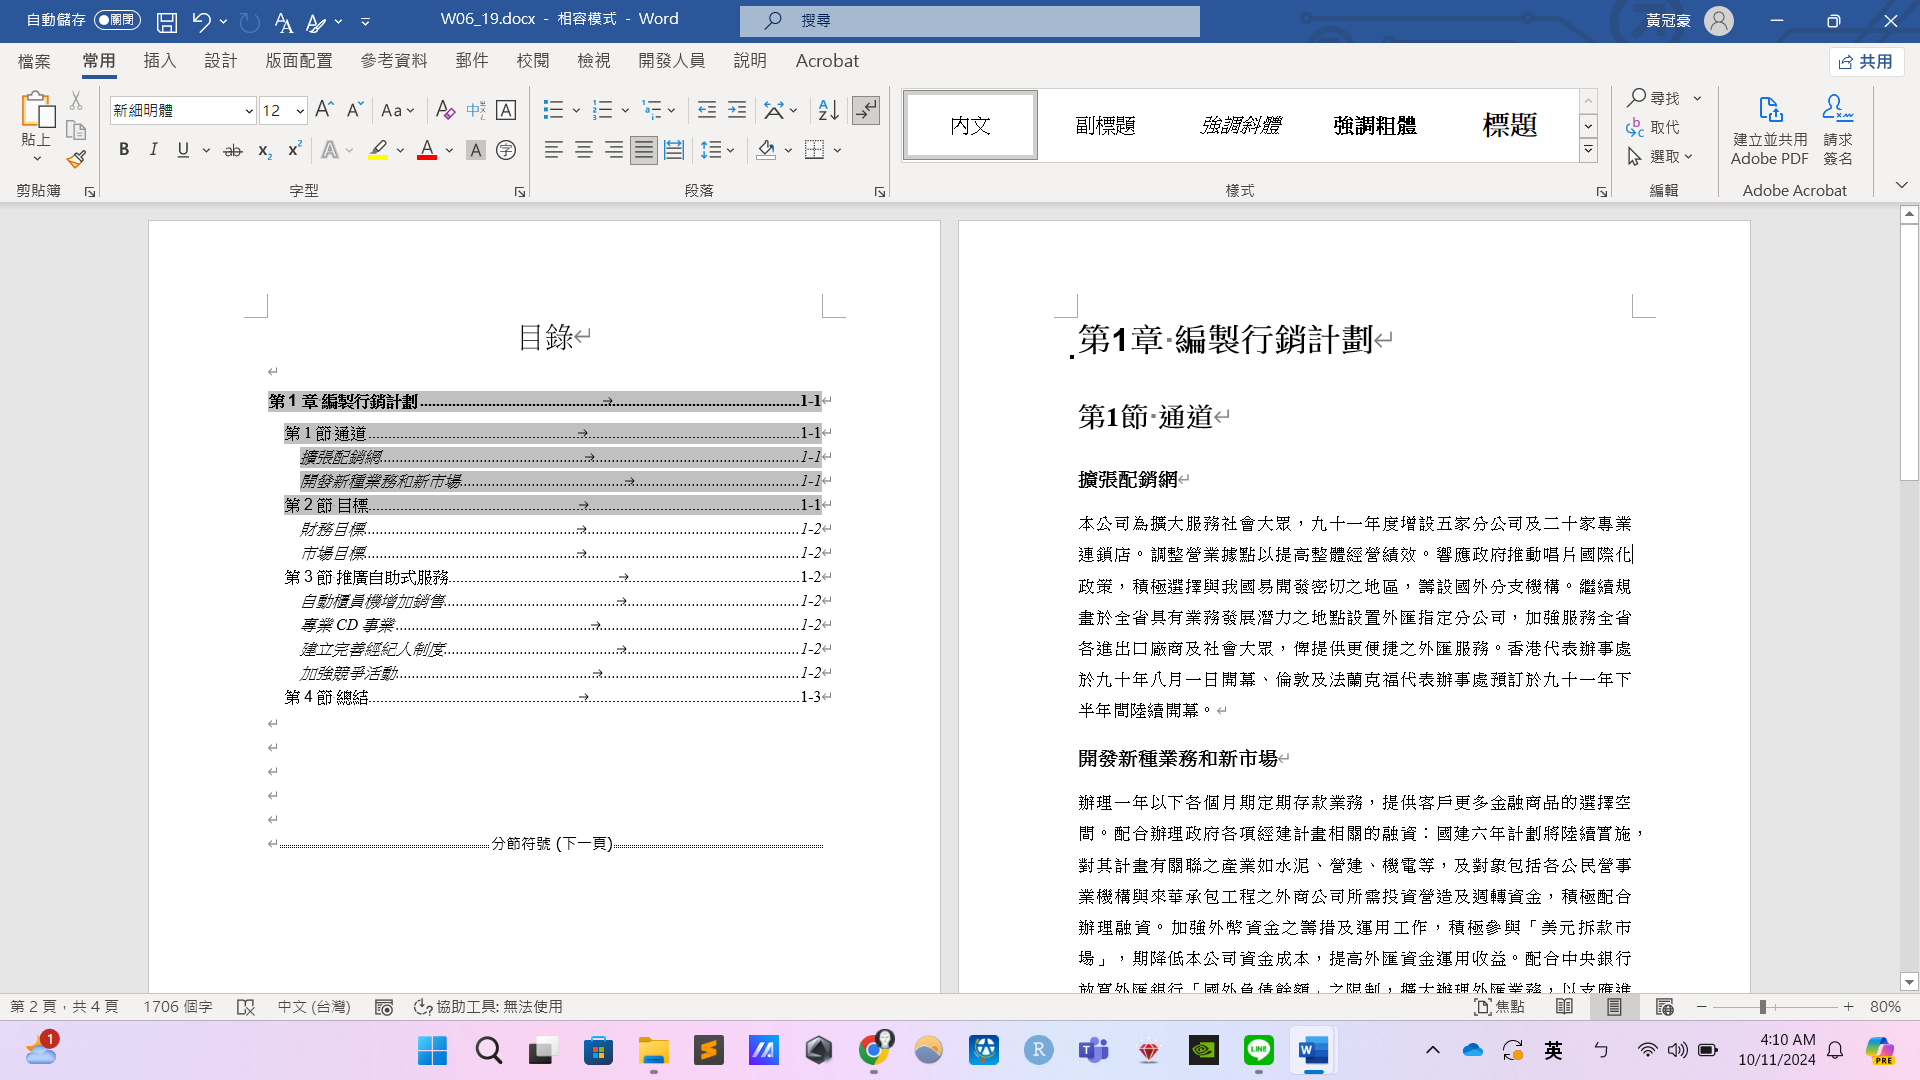 自動儲存 關閉 W06_19.docx - 相容模式 - Word 搜尋 黃冠豪
檔案 常用 插入 設計 版面配置 參考資料 郵件 校閱 檢視 開發人員 說明 Acrobat 共用
新細明體 12 Aa
貼上
剪貼簿 字型 段落 樣式 編輯 Adobe Acrobat
內文 副標題 強調斜體 強調粗體 標題
尋找
取代
選取
建立並共用 Adobe PDF
請求 簽名
目錄
第 1 章 編製行銷計劃 1-1
第 1 節 通道 1-1
擴張配銷網 1-1
開發新種業務和新市場 1-1
第 2 節 目標 1-1
財務目標 1-2
市場目標 1-2
第 3 節 推廣自助式服務 1-2
自動櫃員機增加銷售 1-2
專業 CD 事業 1-2
建立完善經紀人制度 1-2
加強競爭活動 1-2
第 4 節 總結 1-3
分節符號 (下一頁)
第1章 編製行銷計劃
第1節 通道
擴張配銷網
本公司為擴大服務社會大眾，九十一年度增設五家分公司及二十家專業
連鎖店。調整營業據點以提高整體經營績效。響應政府推動唱片國際化
政策，積極選擇與我國易開發密切之地區，籌設國外分支機構。繼續規
畫於全省具有業務發展潛力之地點設置外匯指定分公司，加強服務全省
各進出口廠商及社會大眾，俾提供更便捷之外匯服務。香港代表辦事處
於九十年八月一日開幕、倫敦及法蘭克福代表辦事處預訂於九十一年下
半年間陸續開幕。
開發新種業務和新市場
辦理一年以下各個月期定期存款業務，提供客戶更多金融商品的選擇空
間。配合辦理政府各項經建計畫相關的融資：國建六年計劃將陸續實施，
對其計畫有關聯之產業如水泥、營建、機電等，及對象包括各公民營事
業機構與來華承包工程之外商公司所需投資營造及週轉資金，積極配合
辦理融資。加強外幣資金之籌措及運用工作，積極參與「美元拆款市
場」，期降低本公司資金成本，提高外匯資金運用收益。配合中央銀行
放寬外匯銀行「國外負債餘額」之限制，擴大辦理外匯業務，以支應進
第 2 頁，共 4 頁 1706 個字 中文 (台灣) 協助工具: 無法使用 焦點 80%
1 英 ㄅ 4:10 AM
10/11/2024 PRE